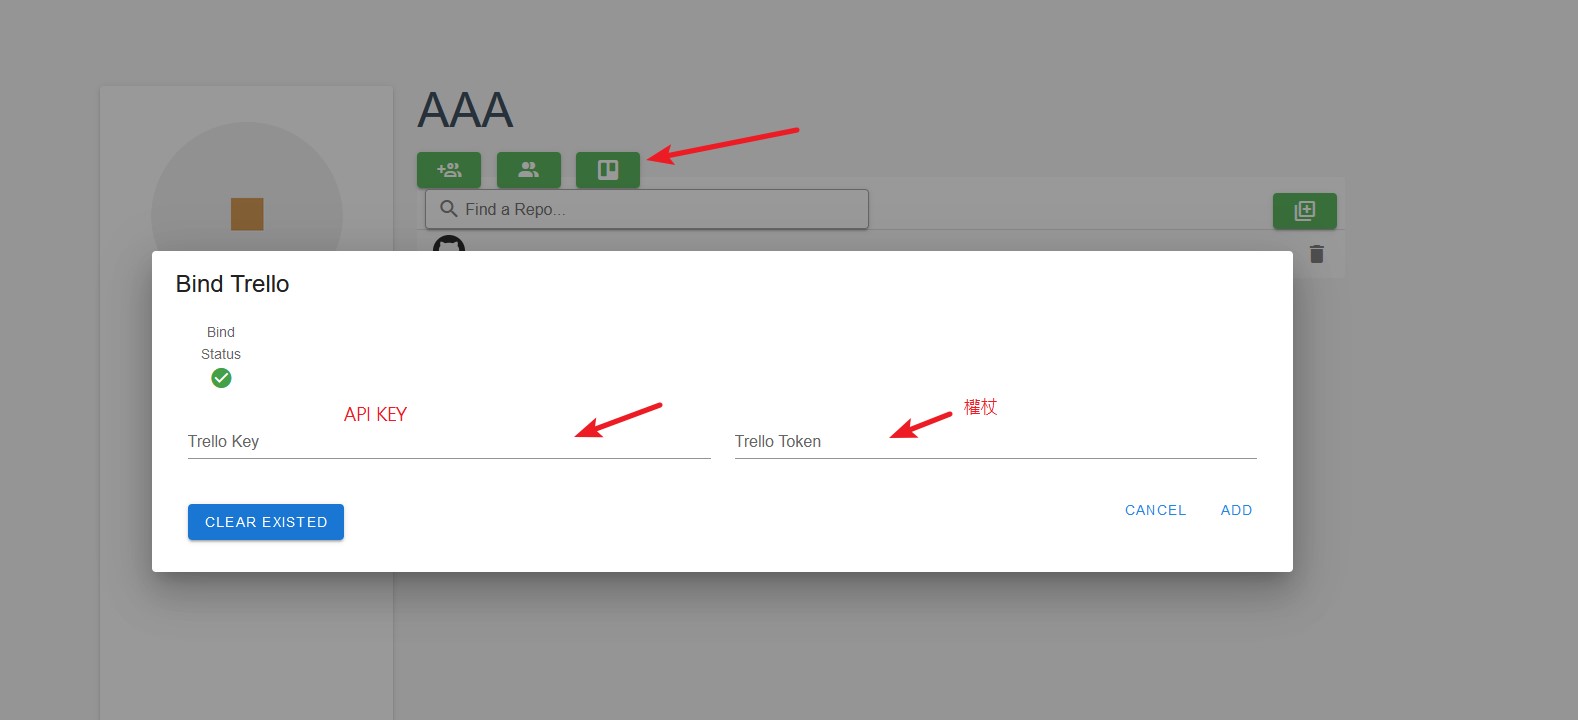 AAA
Find a Repo...
Bind Trello
Bind
Status
API KEY
權杖
Trello Key
Trello Token
CLEAR EXISTED
CANCEL
ADD